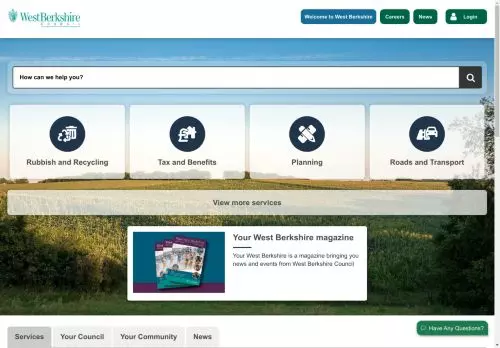 West Berkshire
COUNCIL
Welcome to West Berkshire
Careers
News
Login
How can we help you?
Rubbish and Recycling
Tax and Benefits
Planning
Roads and Transport
View more services
Your West Berkshire magazine
Your West Berkshire is a magazine bringing you
news and events from West Berkshire Council
Services
Your Council
Your Community
News
Have Any Questions?